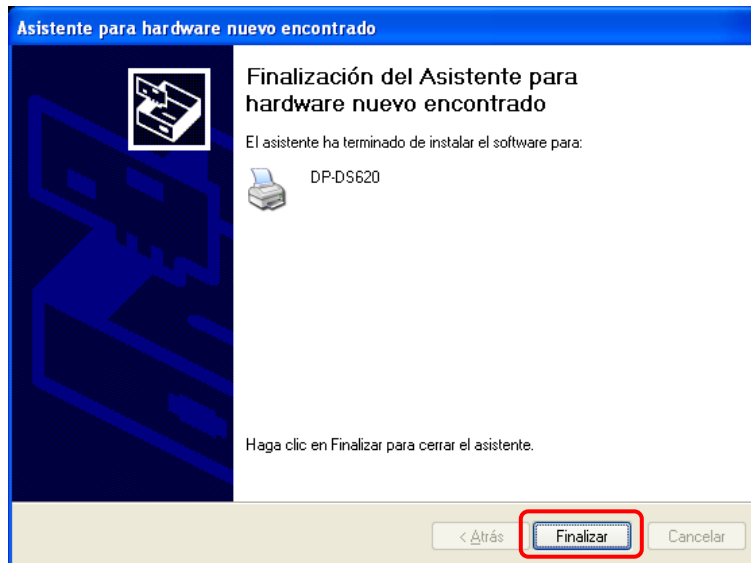 Asistente para hardware nuevo encontrado
Finalización del Asistente para
hardware nuevo encontrado
El asistente ha terminado de instalar el software para:
DP-DS620
Haga clic en Finalizar para cerrar el asistente.
< Atrás
Finalizar
Cancelar